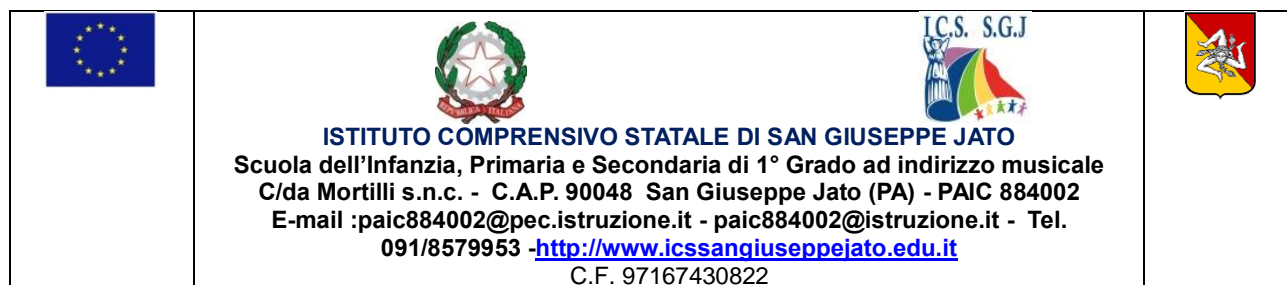 I.C.S. S.G.J
REPVBBLICA ITALIANA
ISTITUTO COMPRENSIVO STATALE DI SAN GIUSEPPE JATO
Scuola dell'Infanzia, Primaria e Secondaria di 1° Grado ad indirizzo musicale
C/da Mortilli s.n.c. - C.A.P. 90048 San Giuseppe Jato (PA) - PAIC 884002
E-mail :paic884002@pec.istruzione.it - paic884002@istruzione.it - Tel.
091/8579953 -http://www.icssangiuseppejato.edu.it
C.F. 97167430822